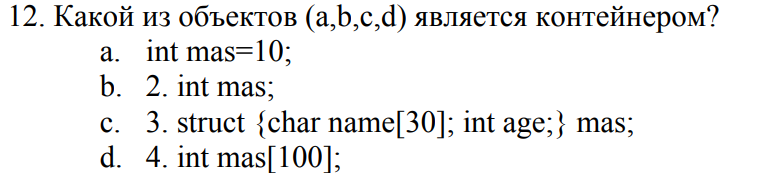 12. Какой из объектов (a,b,c,d) является контейнером?
a. int mas=10;
b. 2. int mas;
c. 3. struct {char name[30]; int age;} mas;
d. 4. int mas[100];